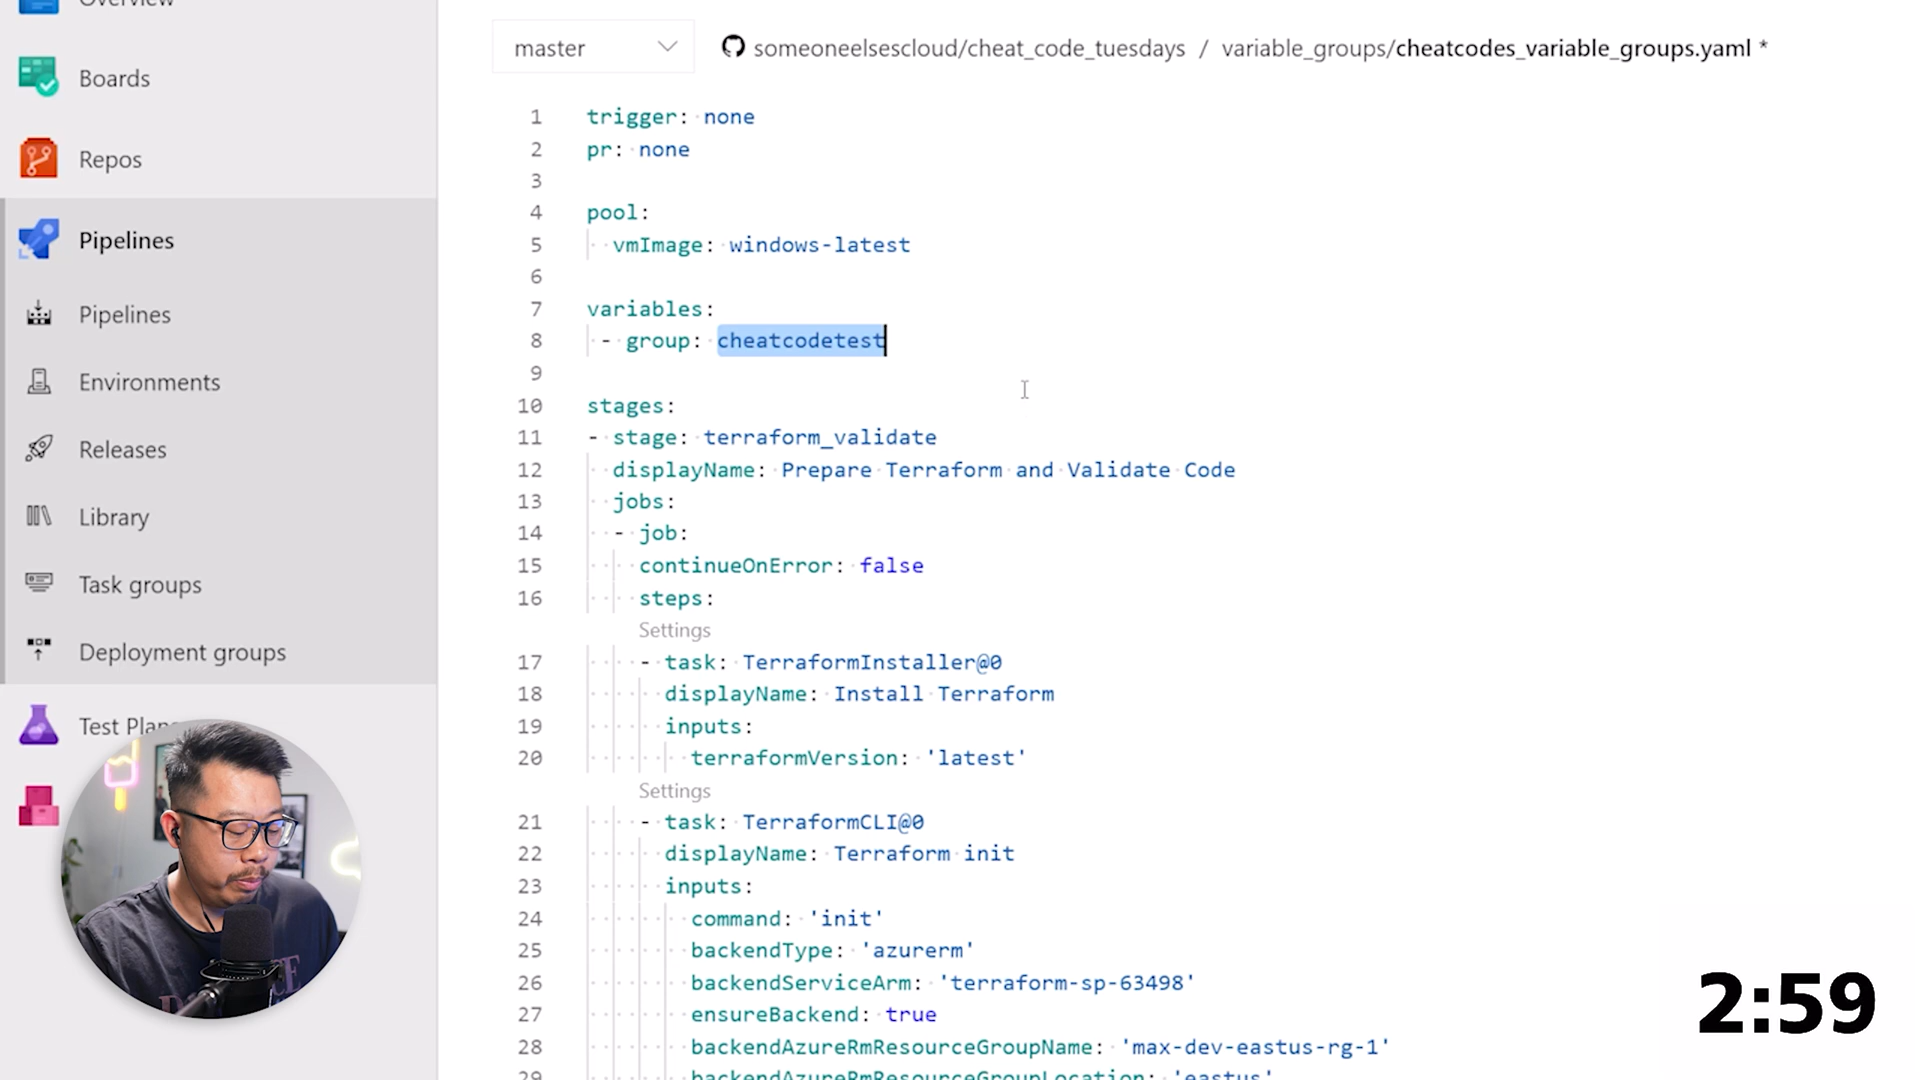 Overview
Boards
Repos
Pipelines
Pipelines
Environments
Releases
Library
Task groups
Deployment groups
Test Plans
master
someoneelsescloud/cheat_code_tuesdays / variable_groups/cheatcodes_variable_groups.yaml *
1 trigger: none
2 pr: none
3
4 pool:
5 vmImage: windows-latest
6
7 variables:
8 - group: cheatcodetest
9
10 stages:
11 - stage: terraform_validate
12 displayName: Prepare Terraform and Validate Code
13 jobs:
14 - job:
15 continueOnError: false
16 steps:
Settings
17 - task: TerraformInstaller@0
18 displayName: Install Terraform
19 inputs:
20 terraformVersion: 'latest'
Settings
21 - task: TerraformCLI@0
22 displayName: Terraform init
23 inputs:
24 command: 'init'
25 backendType: 'azurerm'
26 backendServiceArm: 'terraform-sp-63498'
27 ensureBackend: true
28 backendAzureRmResourceGroupName: 'max-dev-eastus-rg-1'
29 backendAzureRmResourceGroupLocation: 'eastus'
2:59